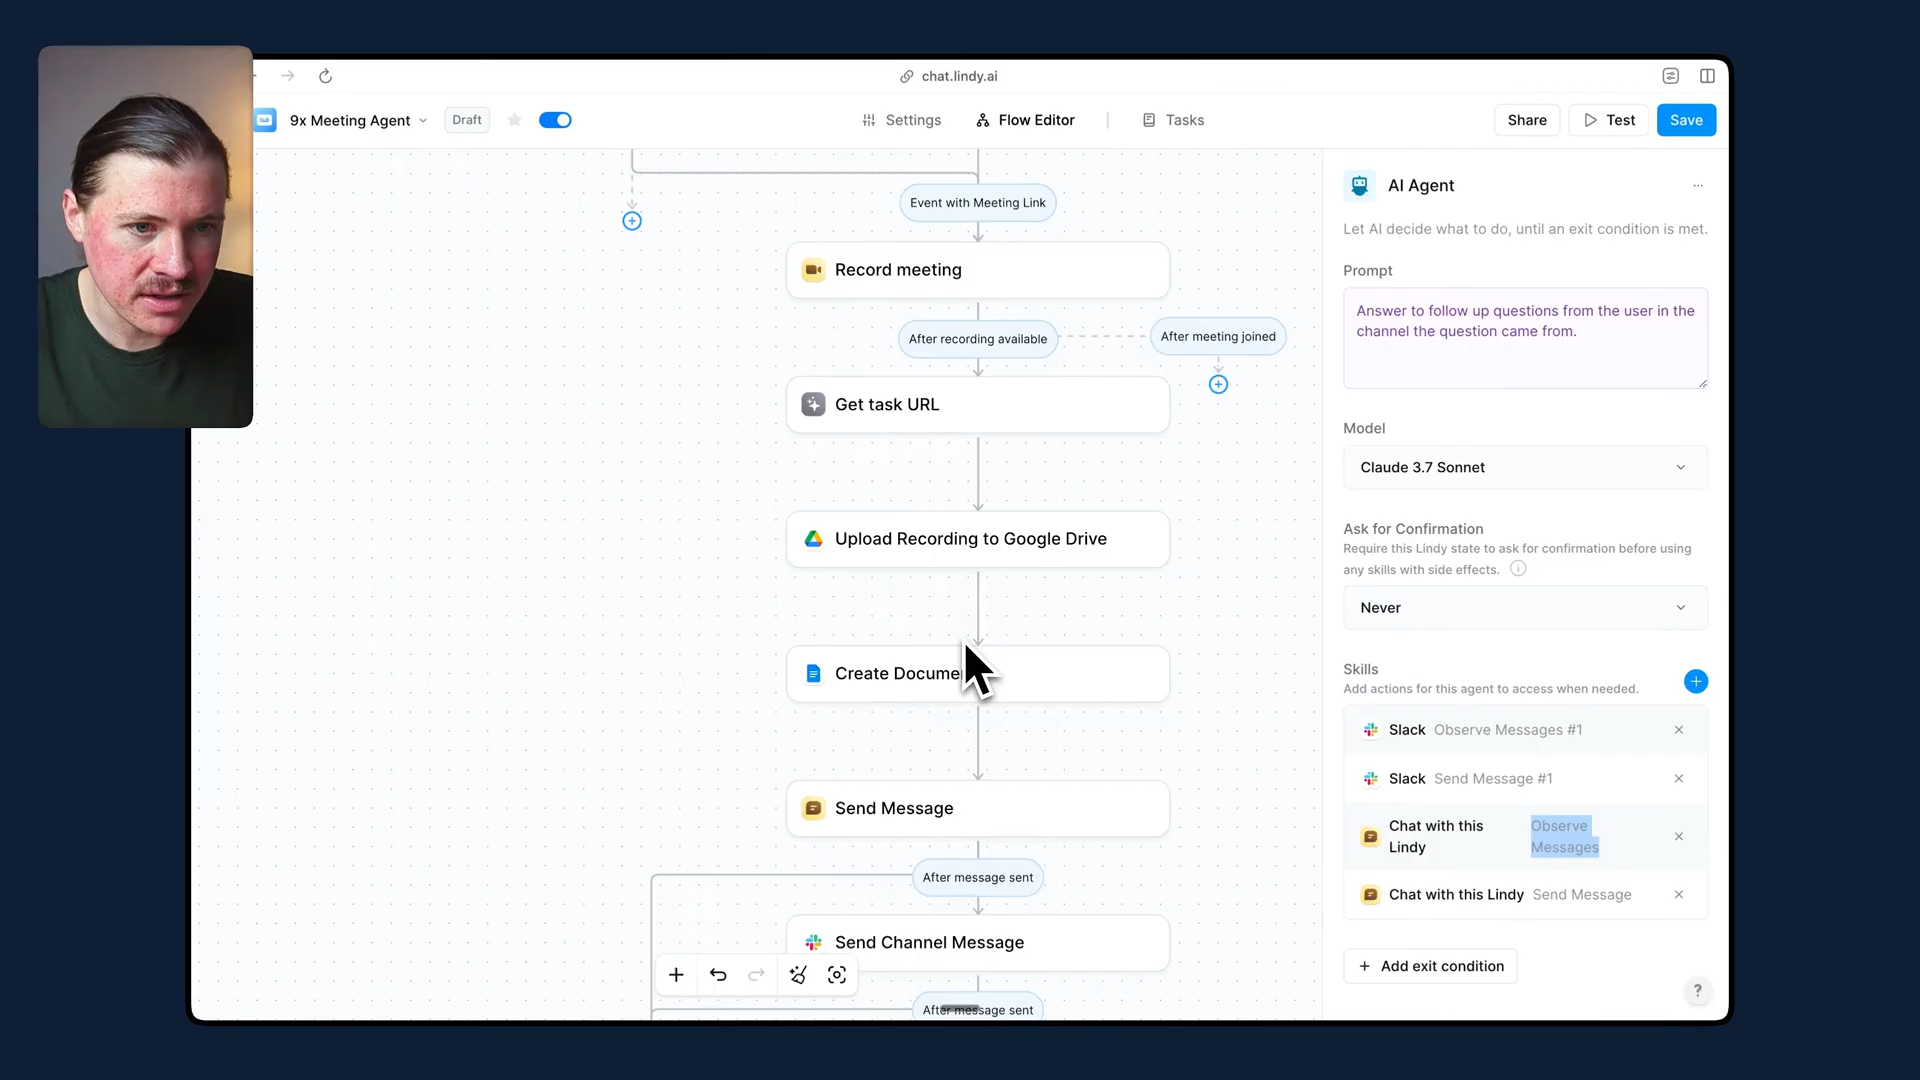 chat.lindy.ai
9x Meeting Agent
Draft
Settings
Flow Editor
Tasks
Share
Test
Save
Event with Meeting Link
Record meeting
After recording available
After meeting joined
Get task URL
Upload Recording to Google Drive
Create Docume
Send Message
After message sent
Send Channel Message
After message sent
AI Agent
Let AI decide what to do, until an exit condition is met.
Prompt
Answer to follow up questions from the user in the
channel the question came from.
Model
Claude 3.7 Sonnet
Ask for Confirmation
Require this Lindy state to ask for confirmation before using
any skills with side effects.
Never
Skills
Add actions for this agent to access when needed.
Slack Observe Messages #1
Slack Send Message #1
Chat with this Observe
Lindy Messages
Chat with this Lindy Send Message
+ Add exit condition
?